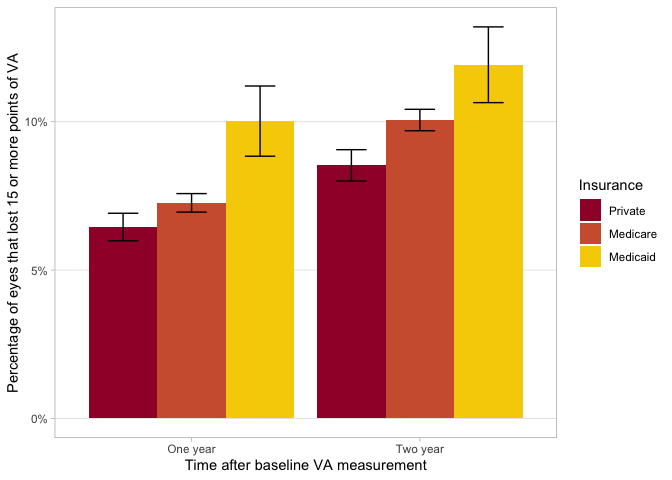 Percentage of eyes that lost 15 or more points of VA
10%
5%
0%
One year
Two year
Time after baseline VA measurement
Insurance
Private
Medicare
Medicaid